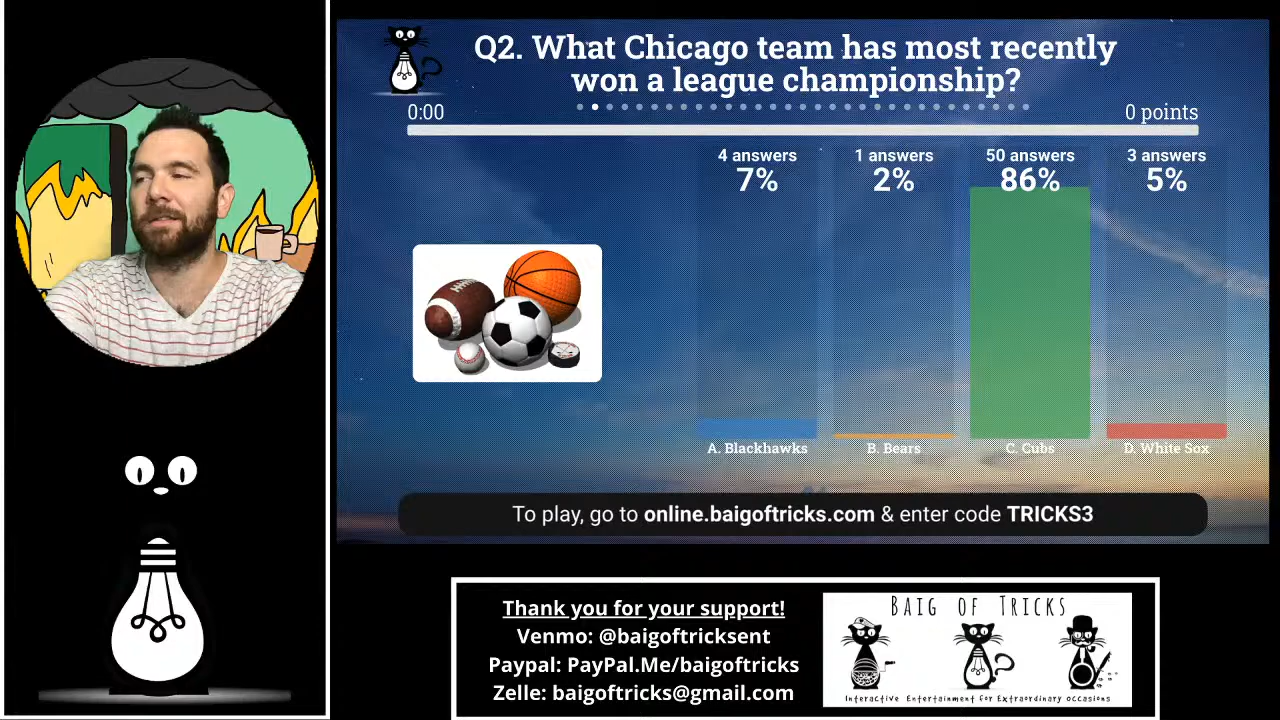 Q2. What Chicago team has most recently
won a league championship?
0:00
0 points
4 answers
7%
1 answers
2%
50 answers
86%
3 answers
5%
A. Blackhawks
B. Bears
C. Cubs
D. White Sox
To play, go to online.baigoftricks.com & enter code TRICKS3
Thank you for your support!
Venmo: @baigoftricksent
Paypal: PayPal.Me/baigoftricks
Zelle: baigoftricks@gmail.com
BAIG OF TRICKS
Interactive Entertainment for Extraordinary Occasions